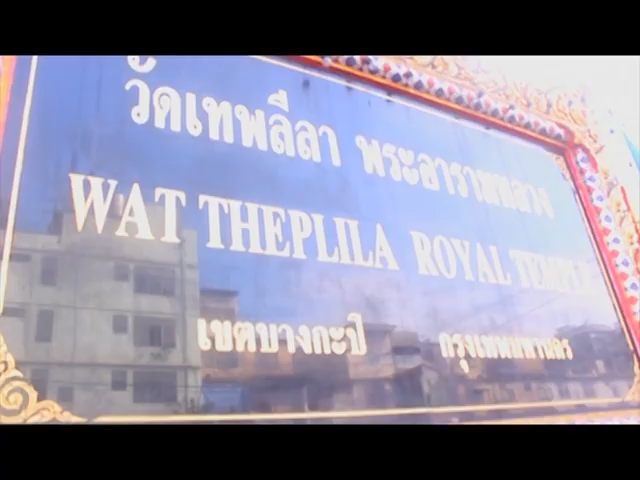 วัดเทพลีลา พระอารามหลวง
WAT THEPLILA ROYAL TEMPLE
เขตบางกะปิ กรุงเทพมหานคร